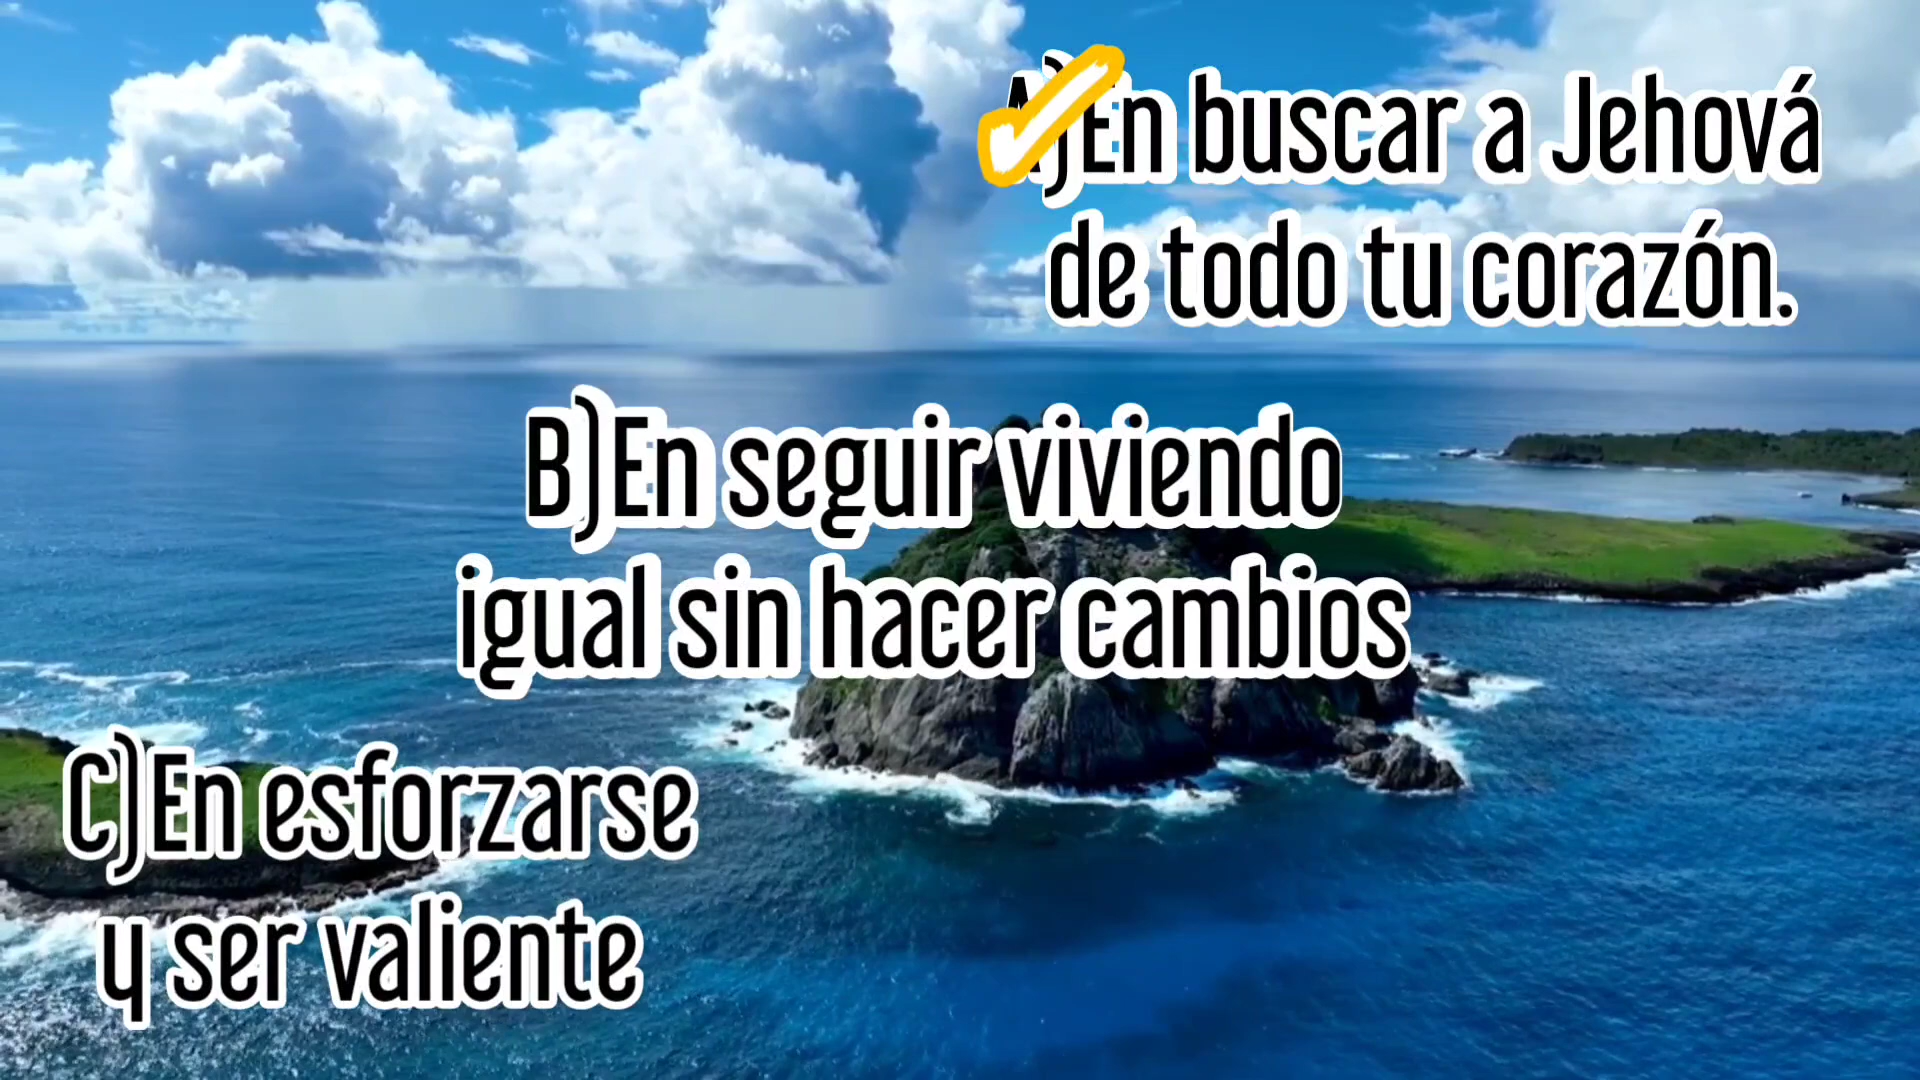 A)En buscar a Jehová
de todo tu corazón.
B)En seguir viviendo
igual sin hacer cambios
C)En esforzarse
y ser valiente